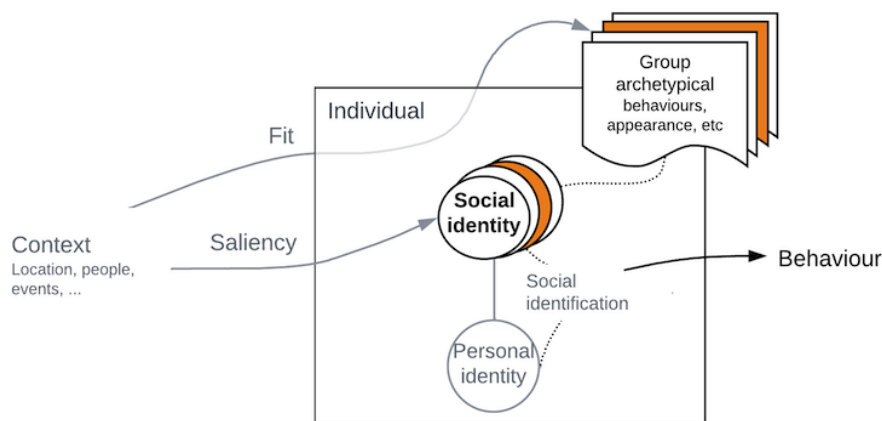 Group
archetypical
behaviours,
appearance, etc
Individual
Fit
Social
identity
Context
Location, people,
events, ...
Saliency
Behaviour
Social
identification
Personal
identity